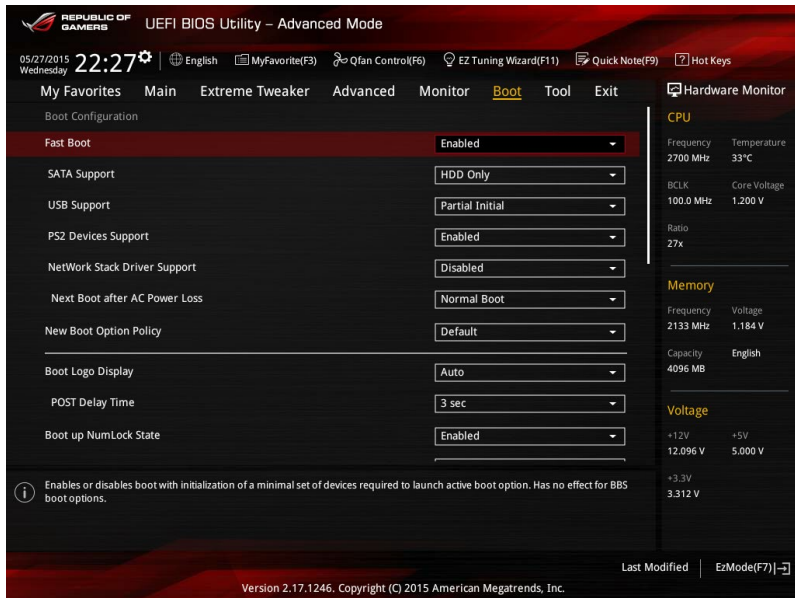 REPUBLIC OF
GAMERS
UEFI BIOS Utility – Advanced Mode
05/27/2015
Wednesday
22:27
English
MyFavorite(F3)
Qfan Control(F6)
EZ Tuning Wizard(F11)
Quick Note(F9)
? Hot Keys
My Favorites Main Extreme Tweaker Advanced Monitor Boot Tool Exit
Boot Configuration
Fast Boot Enabled
SATA Support HDD Only
USB Support Partial Initial
PS2 Devices Support Enabled
NetWork Stack Driver Support Disabled
Next Boot after AC Power Loss Normal Boot
New Boot Option Policy Default
Boot Logo Display Auto
POST Delay Time 3 sec
Boot up NumLock State Enabled
i
Enables or disables boot with initialization of a minimal set of devices required to launch active boot option. Has no effect for BBS
boot options.
Hardware Monitor
CPU
Frequency Temperature
2700 MHz 33°C
BCLK Core Voltage
100.0 MHz 1.200 V
Ratio
27x
Memory
Frequency Voltage
2133 MHz 1.184 V
Capacity English
4096 MB
Voltage
+12V +5V
12.096 V 5.000 V
+3.3V
3.312 V
Last Modified
EzMode(F7)
Version 2.17.1246. Copyright (C) 2015 American Megatrends, Inc.